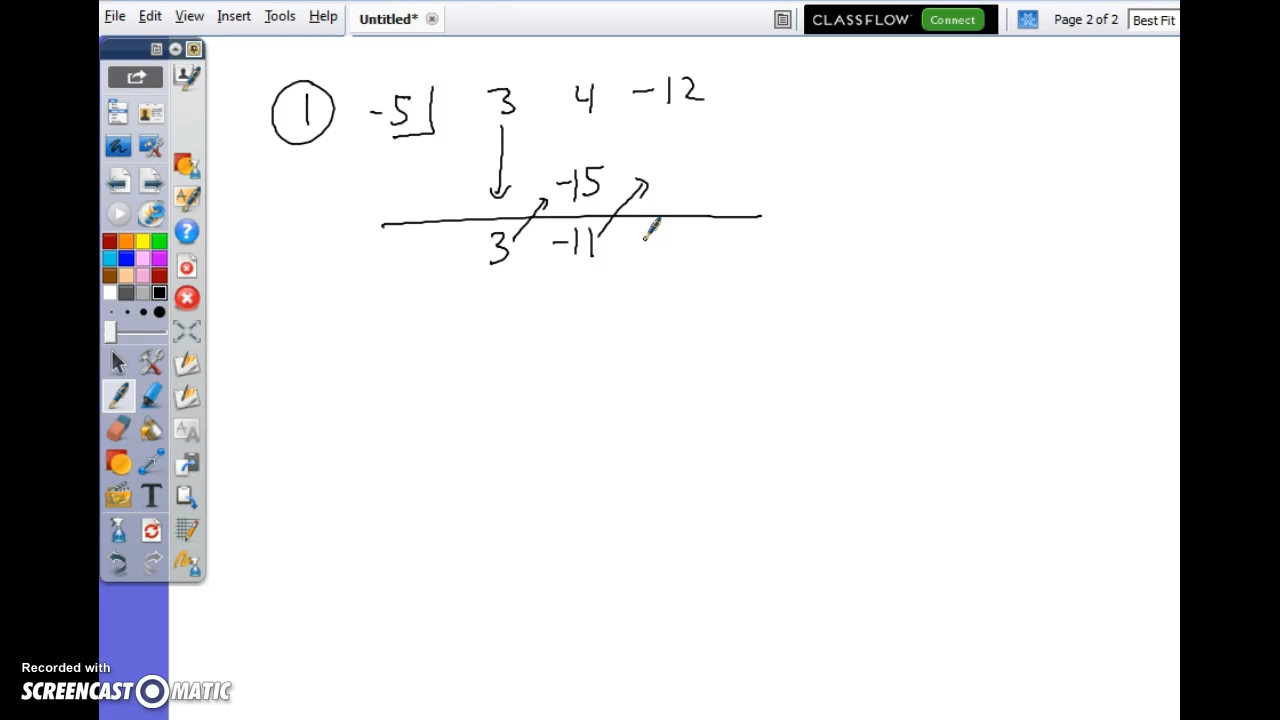 File Edit View Insert Tools Help
Untitled*
CLASSFLOW Connect
Page 2 of 2 Best Fit
1 -5 3 4 -12
-15
3 -11
Recorded with
SCREENCAST MATIC